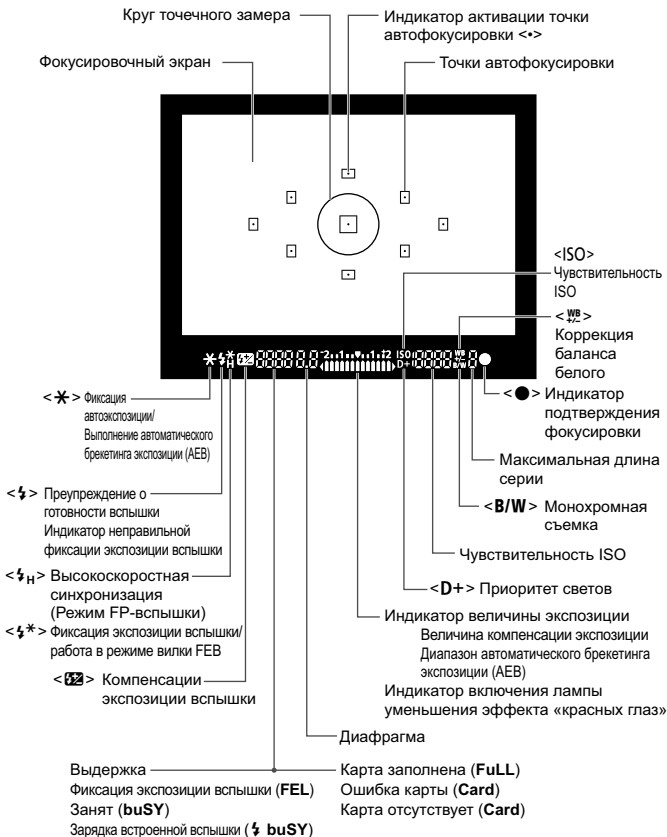 Круг точечного замера
Индикатор активации точки
автофокусировки <•>
Фокусировочный экран
Точки автофокусировки
<ISO>
Чувствительность
ISO
<WB +/->
Коррекция
баланса
белого
<●> Индикатор
подтверждения
фокусировки
Максимальная длина
серии
<B/W> Монохромная
съемка
Чувствительность ISO
<D+> Приоритет светов
Индикатор величины экспозиции
Величина компенсации экспозиции
Диапазон автоматического брекетинга
экспозиции (AEB)
Индикатор включения лампы
уменьшения эффекта «красных глаз»
Диафрагма
<✱> Фиксация
автоэкспозиции/
Выполнение автоматического
брекетинга экспозиции (AEB)
<⚡> Преупреждение о
готовности вспышки
Индикатор неправильной
фиксации экспозиции вспышки
<⚡H> Высокоскоростная
синхронизация
(Режим FP-вспышки)
<⚡*> Фиксация экспозиции вспышки/
работа в режиме вилки FEB
< > Компенсации
экспозиции вспышки
Выдержка
Фиксация экспозиции вспышки (FEL)
Занят (buSY)
Зарядка встроенной вспышки (⚡ buSY)
Карта заполнена (FuLL)
Ошибка карты (Card)
Карта отсутствует (Card)